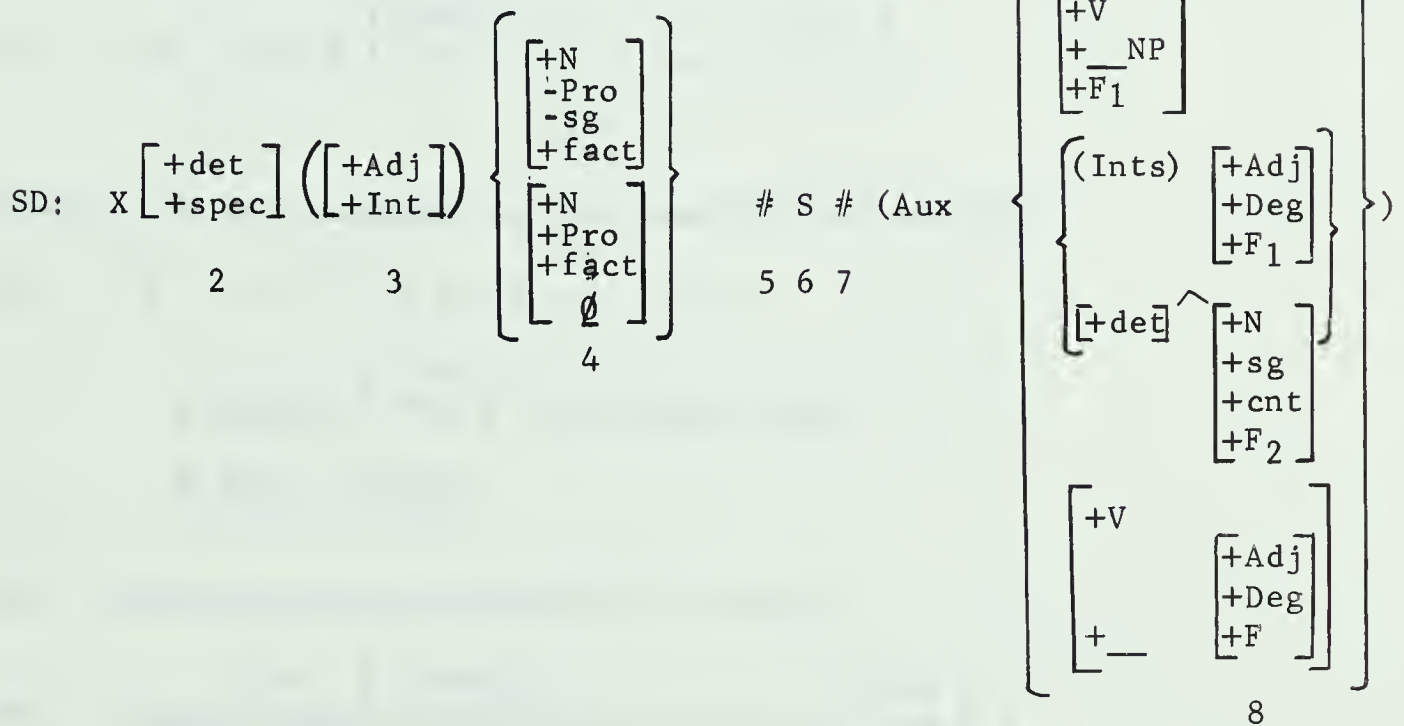 SD: X [+det +spec] ([+Adj +Int]) { [+N -Pro -sg +fact] [+N +Pro +fact Ø] } # S # (Aux { [+V +__NP +F1] { (Ints) [+Adj +Deg +F1] [+det]^[+N +sg +cnt +F2] } [+V +__ [+Adj +Deg +F]] } )
2 3 4 5 6 7 8